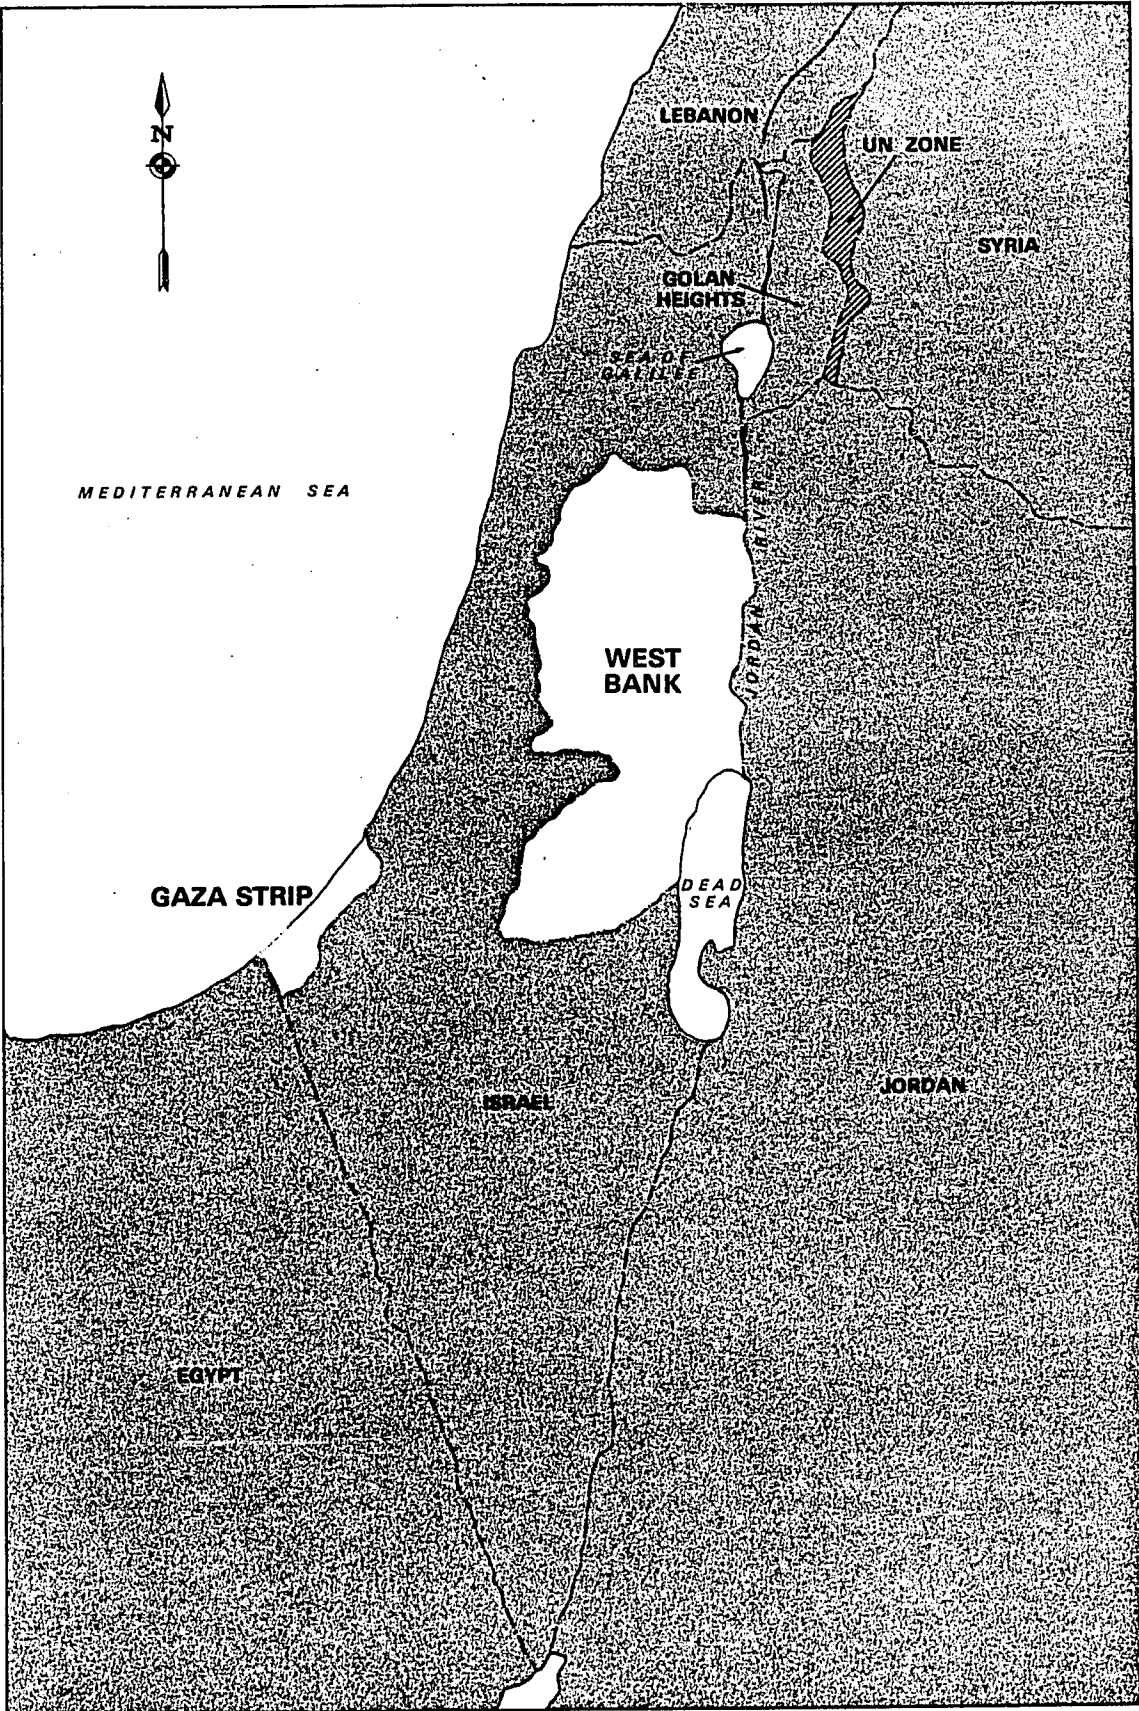 N
LEBANON
UN ZONE
SYRIA
GOLAN
HEIGHTS
SEA OF
GALILEE
MEDITERRANEAN SEA
JORDAN RIVER
WEST
BANK
GAZA STRIP
DEAD
SEA
ISRAEL
JORDAN
EGYPT